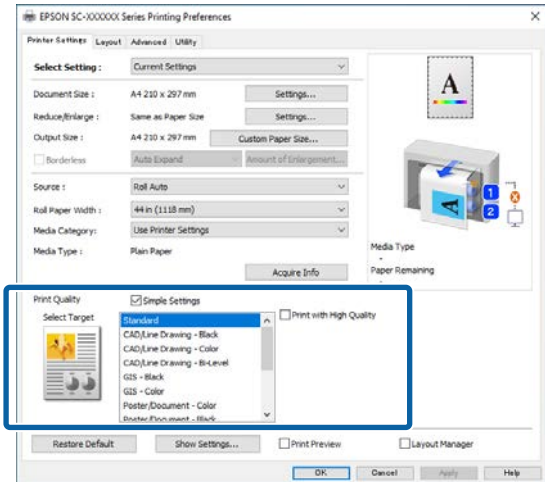 EPSON SC-XXXXXX Series Printing Preferences
Printer Settings Layout Advanced Utility
Select Setting : Current Settings
Document Size : A4 210 x 297 mm Settings...
Reduce/Enlarge : Same as Paper Size Settings...
Output Size : A4 210 x 297 mm Custom Paper Size...
Borderless Auto Expand Amount of Enlargement...
Source : Roll Auto
Roll Paper Width : 44 in (1118 mm)
Media Category: Use Printer Settings
Media Type : Plain Paper
Acquire Info
A
1
2
A
Media Type
-
Paper Remaining
-
Print Quality Simple Settings
Select Target
Standard
CAD/Line Drawing - Black
CAD/Line Drawing - Color
CAD/Line Drawing - Bi-Level
GIS - Black
GIS - Color
Poster/Document - Color
Poster/Document - Black
Print with High Quality
Restore Default Show Settings... Print Preview Layout Manager
OK Cancel Apply Help